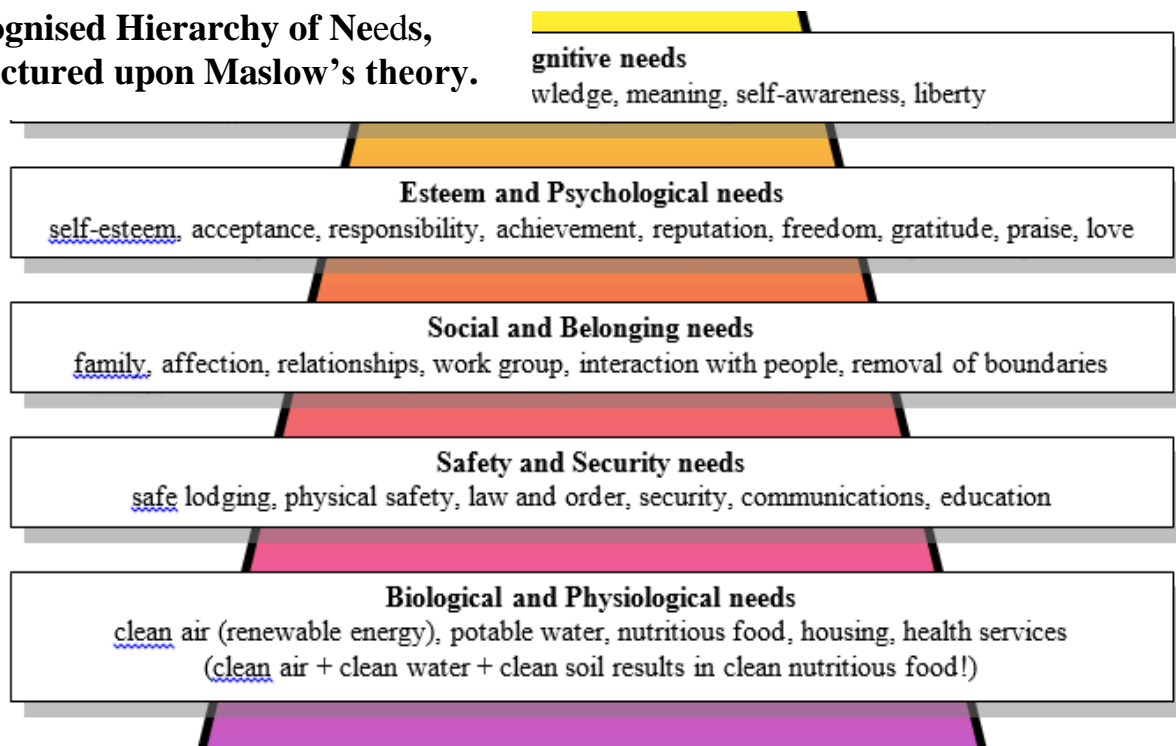 ognised Hierarchy of Needs,
ctured upon Maslow's theory.
gnitive needs
wledge, meaning, self-awareness, liberty
Esteem and Psychological needs
self-esteem, acceptance, responsibility, achievement, reputation, freedom, gratitude, praise, love
Social and Belonging needs
family, affection, relationships, work group, interaction with people, removal of boundaries
Safety and Security needs
safe lodging, physical safety, law and order, security, communications, education
Biological and Physiological needs
clean air (renewable energy), potable water, nutritious food, housing, health services
(clean air + clean water + clean soil results in clean nutritious food!)